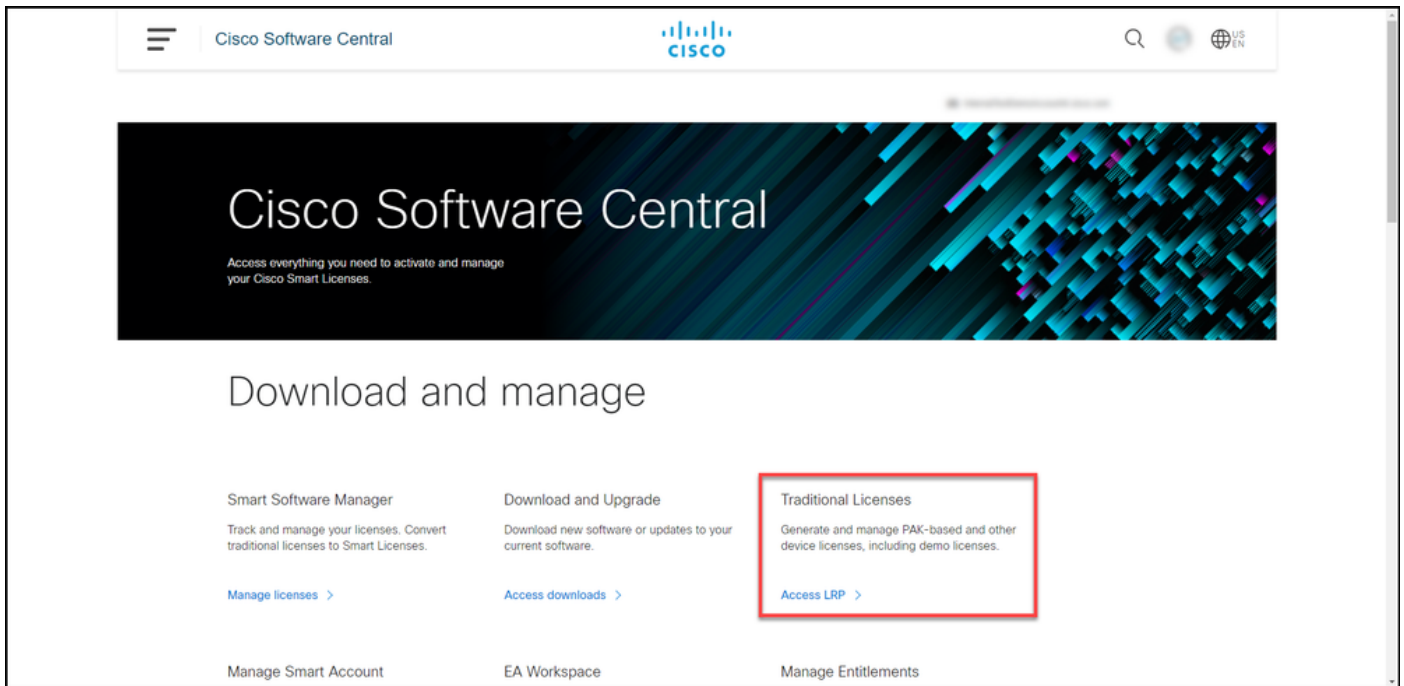 Cisco Software Central
CISCO
US
EN
Cisco Software Central
Access everything you need to activate and manage
your Cisco Smart Licenses.
Download and manage
Smart Software Manager
Track and manage your licenses. Convert
traditional licenses to Smart Licenses.
Manage licenses >
Download and Upgrade
Download new software or updates to your
current software.
Access downloads >
Traditional Licenses
Generate and manage PAK-based and other
device licenses, including demo licenses.
Access LRP >
Manage Smart Account
EA Workspace
Manage Entitlements